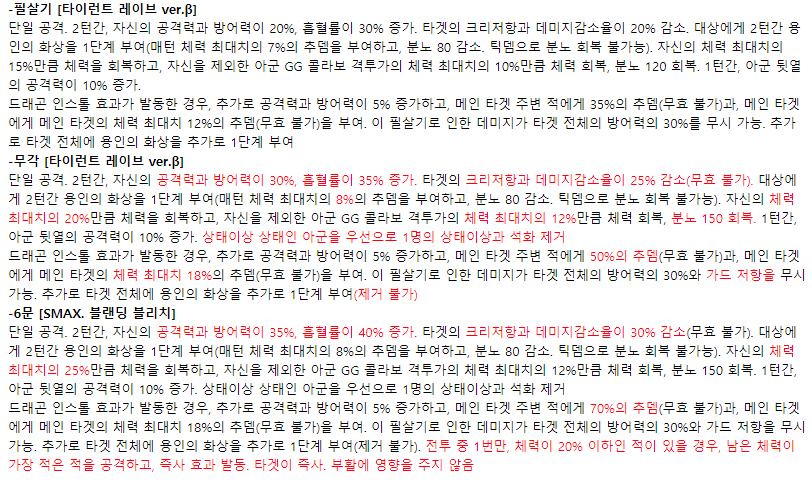 -필살기 [타이런트 레이브 ver.β]
단일 공격. 2턴간, 자신의 공격력과 방어력이 20%, 흡혈률이 30% 증가. 타겟의 크리저항과 데미지감소율이 20% 감소. 대상에게 2턴간 용
인의 화상을 1단계 부여(매턴 체력 최대치의 7%의 추뎀을 부여하고, 분노 80 감소. 틱뎀으로 분노 회복 불가능). 자신의 체력 최대치의
15%만큼 체력을 회복하고, 자신을 제외한 아군 GG 콜라보 격투가의 체력 최대치의 10%만큼 체력 회복, 분노 120 회복. 1턴간, 아군 뒷열
의 공격력이 10% 증가.
드래곤 인스톨 효과가 발동한 경우, 추가로 공격력과 방어력이 5% 증가하고, 메인 타겟 주변 적에게 35%의 추뎀(무효 불가)과, 메인 타겟
에게 메인 타겟의 체력 최대치 12%의 추뎀(무효 불가)을 부여. 이 필살기로 인한 데미지가 타겟 전체의 방어력의 30%를 무시 가능. 추가
로 타겟 전체에 용인의 화상을 추가로 1단계 부여
-무각 [타이런트 레이브 ver.β]
단일 공격. 2턴간, 자신의 공격력과 방어력이 30%, 흡혈률이 35% 증가. 타겟의 크리저항과 데미지감소율이 25% 감소(무효 불가). 대상에
게 2턴간 용인의 화상을 1단계 부여(매턴 체력 최대치의 8%의 추뎀을 부여하고, 분노 80 감소. 틱뎀으로 분노 회복 불가능). 자신의 체력
최대치의 20%만큼 체력을 회복하고, 자신을 제외한 아군 GG 콜라보 격투가의 체력 최대치의 12%만큼 체력 회복, 분노 150 회복. 1턴간,
아군 뒷열의 공격력이 10% 증가. 상태이상 상태인 아군을 우선으로 1명의 상태이상과 석화 제거
드래곤 인스톨 효과가 발동한 경우, 추가로 공격력과 방어력이 5% 증가하고, 메인 타겟 주변 적에게 50%의 추뎀(무효 불가)과, 메인 타겟
에게 메인 타겟의 체력 최대치 18%의 추뎀(무효 불가)을 부여. 이 필살기로 인한 데미지가 타겟 전체의 방어력의 30%와 가드 저항을 무시
가능. 추가로 타겟 전체에 용인의 화상을 추가로 1단계 부여(제거 불가)
-6문 [SMAX. 블랜딩 블리치]
단일 공격. 2턴간, 자신의 공격력과 방어력이 35%, 흡혈률이 40% 증가. 타겟의 크리저항과 데미지감소율이 30% 감소(무효 불가). 대상에
게 2턴간 용인의 화상을 1단계 부여(매턴 체력 최대치의 8%의 추뎀을 부여하고, 분노 80 감소. 틱뎀으로 분노 회복 불가능). 자신의 체력
최대치의 25%만큼 체력을 회복하고, 자신을 제외한 아군 GG 콜라보 격투가의 체력 최대치의 12%만큼 체력 회복, 분노 150 회복. 1턴간,
아군 뒷열의 공격력이 10% 증가. 상태이상 상태인 아군을 우선으로 1명의 상태이상과 석화 제거
드래곤 인스톨 효과가 발동한 경우, 추가로 공격력과 방어력이 5% 증가하고, 메인 타겟 주변 적에게 70%의 추뎀(무효 불가)과, 메인 타겟
에게 메인 타겟의 체력 최대치 18%의 추뎀(무효 불가)을 부여. 이 필살기로 인한 데미지가 타겟 전체의 방어력의 30%와 가드 저항을 무시
가능. 추가로 타겟 전체에 용인의 화상을 추가로 1단계 부여(제거 불가). 전투 중 1번만, 체력이 20% 이하인 적이 있을 경우, 남은 체력이
가장 적은 적을 공격하고, 즉사 효과 발동. 타겟이 즉사. 부활에 영향을 주지 않음